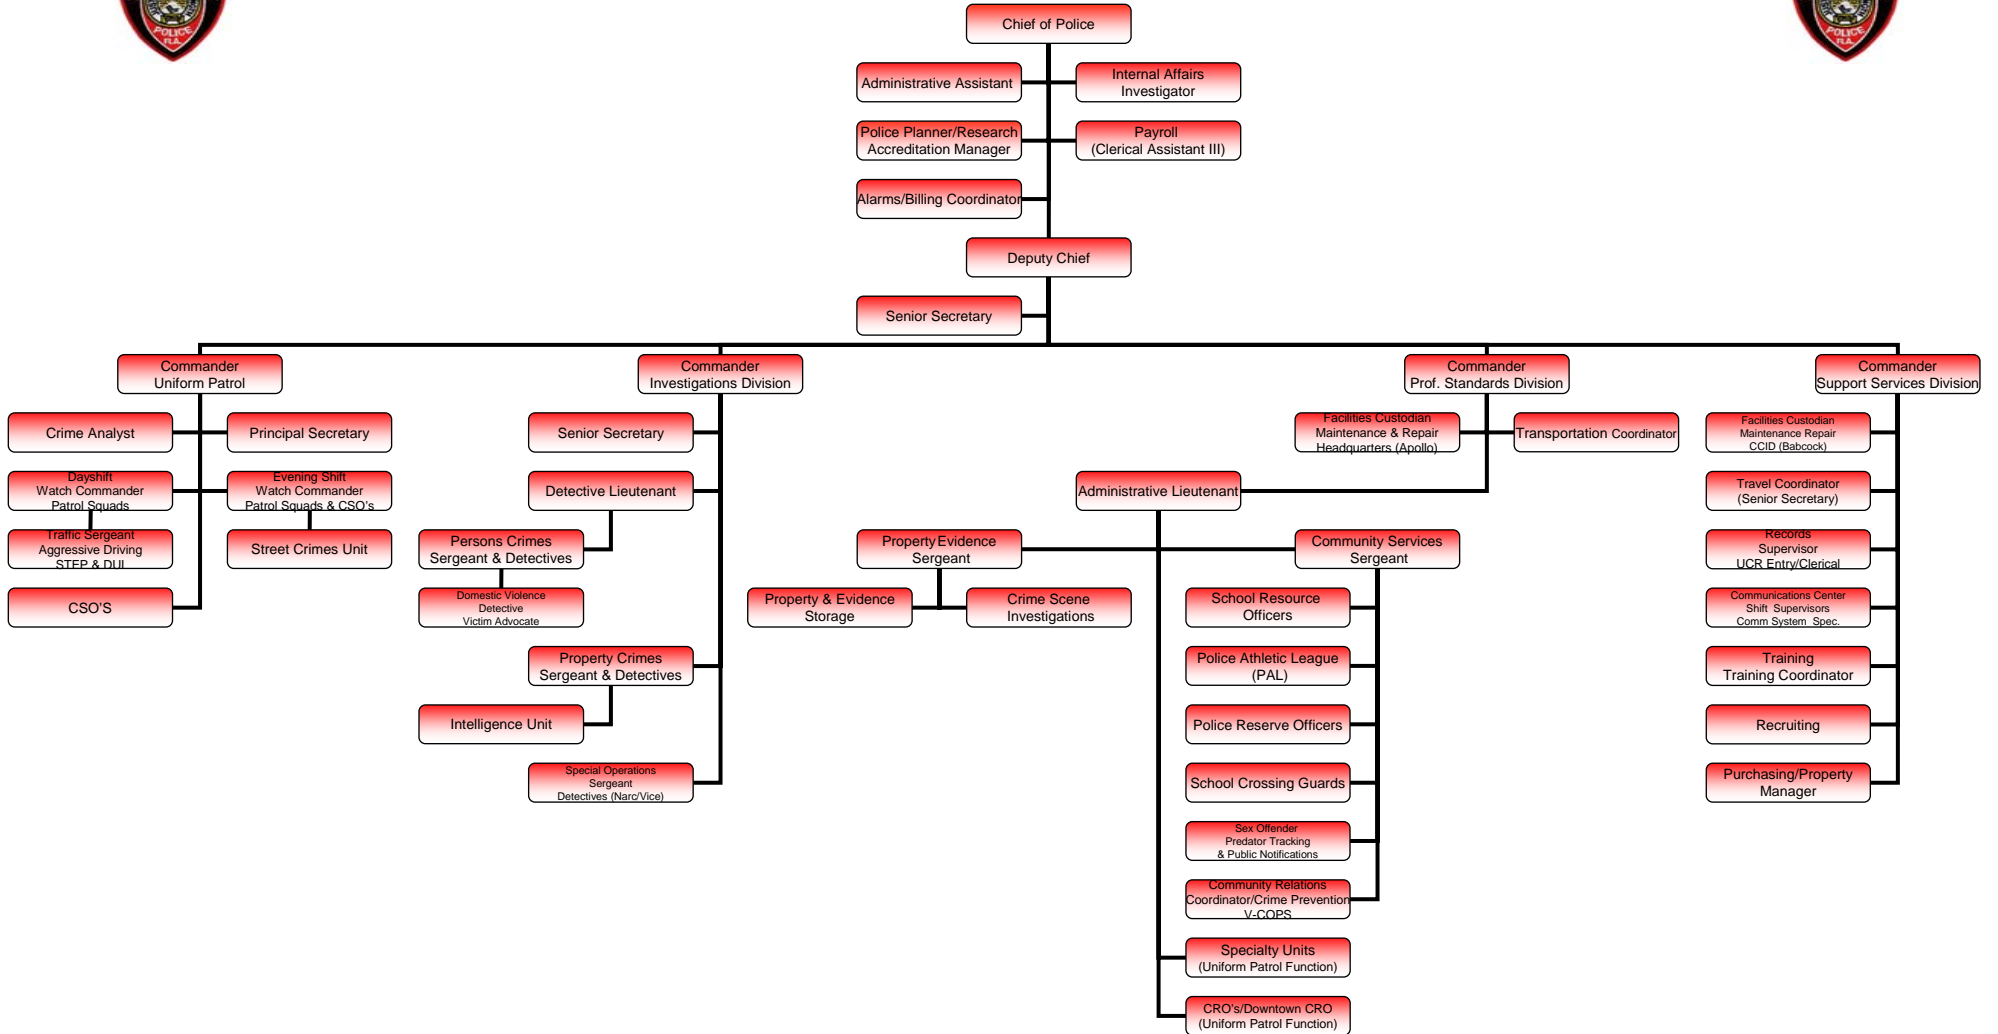 POLICE
FLA.
POLICE
FLA.
Chief of Police
Administrative Assistant
Internal Affairs
Investigator
Police Planner/Research
Accreditation Manager
Payroll
(Clerical Assistant III)
Alarms/Billing Coordinator
Deputy Chief
Senior Secretary
Commander
Uniform Patrol
Commander
Investigations Division
Commander
Prof. Standards Division
Commander
Support Services Division
Crime Analyst
Principal Secretary
Senior Secretary
Facilities Custodian
Maintenance & Repair
Headquarters (Apollo)
Transportation Coordinator
Facilities Custodian
Maintenance Repair
CCID (Babcock)
Dayshift
Watch Commander
Patrol Squads
Evening Shift
Watch Commander
Patrol Squads & CSO's
Detective Lieutenant
Administrative Lieutenant
Travel Coordinator
(Senior Secretary)
Traffic Sergeant
Aggressive Driving
STEP & DUI
Street Crimes Unit
Persons Crimes
Sergeant & Detectives
Property Evidence
Sergeant
Community Services
Sergeant
Records
Supervisor
UCR Entry/Clerical
CSO'S
Domestic Violence
Detective
Victim Advocate
Property & Evidence
Storage
Crime Scene
Investigations
School Resource
Officers
Communications Center
Shift Supervisors
Comm System Spec.
Property Crimes
Sergeant & Detectives
Police Athletic League
(PAL)
Training
Training Coordinator
Intelligence Unit
Police Reserve Officers
Recruiting
Special Operations
Sergeant
Detectives (Narc/Vice)
School Crossing Guards
Purchasing/Property
Manager
Sex Offender
Predator Tracking
& Public Notifications
Community Relations
Coordinator/Crime Prevention
V-COPS
Specialty Units
(Uniform Patrol Function)
CRO's/Downtown CRO
(Uniform Patrol Function)